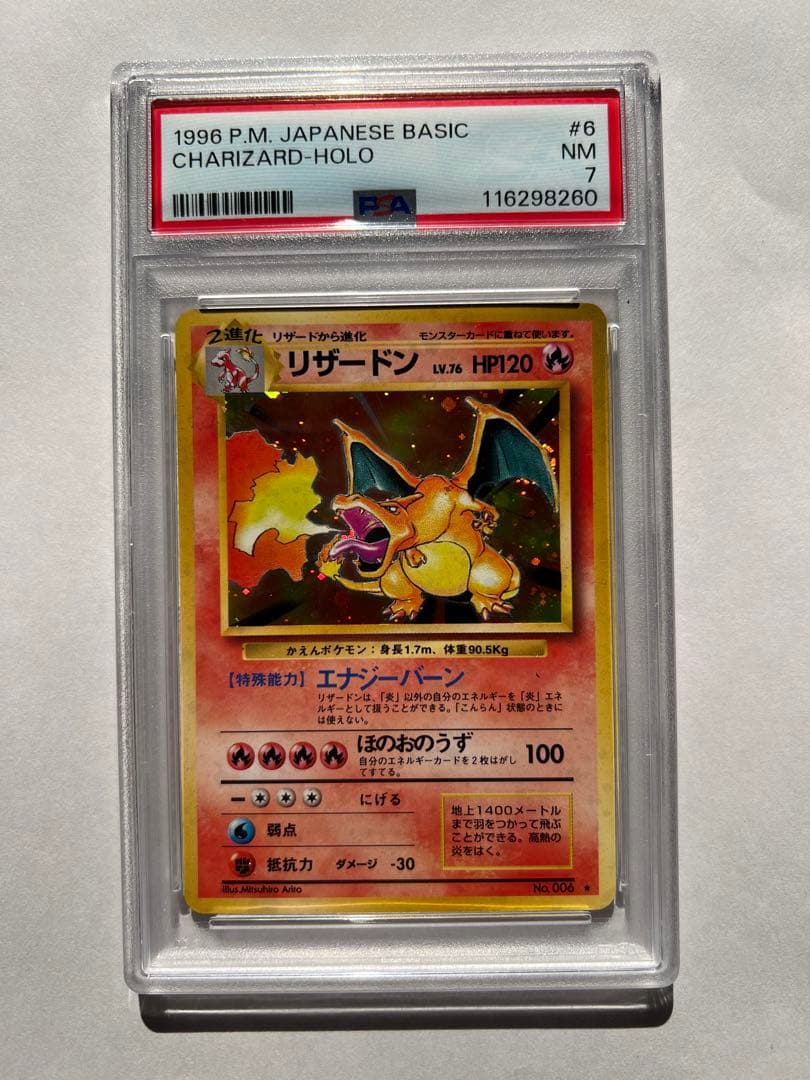 1996 P.M. JAPANESE BASIC #6
CHARIZARD-HOLO NM
7
PSA 116298260
2進化 リザードから進化 モンスターカードに重ねて使います。
リザードン LV.76 HP120
かえんポケモン：身長1.7m、体重90.5Kg
【特殊能力】エナジーバーン
リザードンは、「炎」以外の自分のエネルギーを「炎」エネ
ルギーとして扱うことができる。「こんらん」状態のときに
は使えない。
ほのおのうず 100
自分のエネルギーカードを2枚はがし
てすてる。
にげる
弱点
抵抗力 ダメージ -30
地上1400メートル
まで羽をつかって飛ぶ
ことができる。高熱の
炎をはく。
Illus.Mitsuhiro Arita No. 006 ★